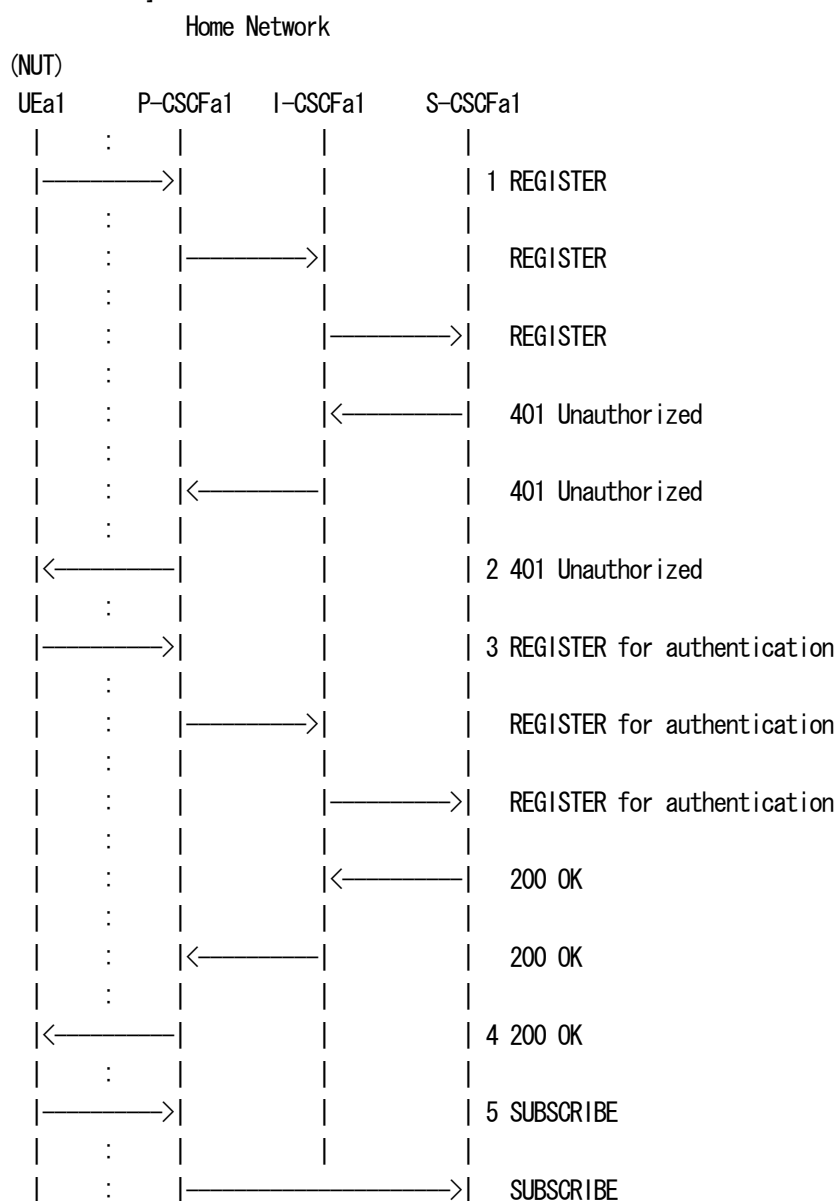 Home Network
(NUT)
UEa1 P-CSCFa1 I-CSCFa1 S-CSCFa1
1 REGISTER
REGISTER
REGISTER
401 Unauthorized
401 Unauthorized
2 401 Unauthorized
3 REGISTER for authentication
REGISTER for authentication
REGISTER for authentication
200 OK
200 OK
4 200 OK
5 SUBSCRIBE
SUBSCRIBE